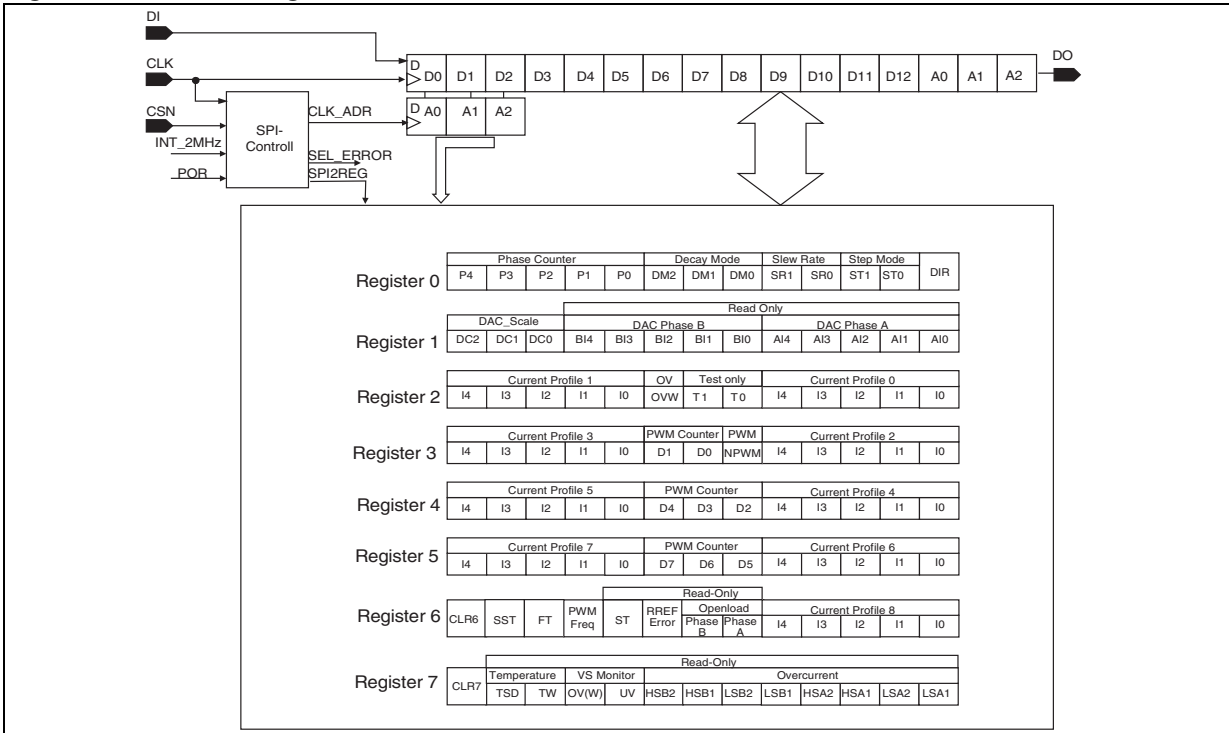 DI
DO
CLK
D D0 D1 D2 D3 D4 D5 D6 D7 D8 D9 D10 D11 D12 A0 A1 A2
CSN
CLK_ADR
D A0 A1 A2
SPI-
Controll
INT_2MHz
SEL_ERROR
POR
SPI2REG
Phase Counter Decay Mode Slew Rate Step Mode
Register 0 P4 P3 P2 P1 P0 DM2 DM1 DM0 SR1 SR0 ST1 ST0 DIR
Read Only
DAC_Scale DAC Phase B DAC Phase A
Register 1 DC2 DC1 DC0 BI4 BI3 BI2 BI1 BI0 AI4 AI3 AI2 AI1 AI0
Current Profile 1 OV Test only Current Profile 0
Register 2 I4 I3 I2 I1 I0 OVW T1 T0 I4 I3 I2 I1 I0
Current Profile 3 PWM Counter PWM Current Profile 2
Register 3 I4 I3 I2 I1 I0 D1 D0 NPWM I4 I3 I2 I1 I0
Current Profile 5 PWM Counter Current Profile 4
Register 4 I4 I3 I2 I1 I0 D4 D3 D2 I4 I3 I2 I1 I0
Current Profile 7 PWM Counter Current Profile 6
Register 5 I4 I3 I2 I1 I0 D7 D6 D5 I4 I3 I2 I1 I0
Read-Only
Register 6 CLR6 SST FT PWM Freq ST RREF Error Openload Phase B Phase A Current Profile 8 I4 I3 I2 I1 I0
Read-Only
Temperature VS Monitor Overcurrent
Register 7 CLR7 TSD TW OV(W) UV HSB2 HSB1 LSB2 LSB1 HSA2 HSA1 LSA2 LSA1